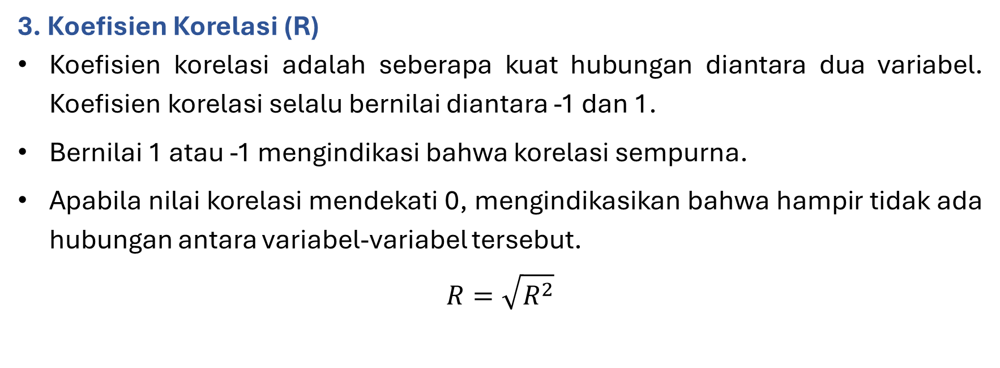 3. Koefisien Korelasi (R)
• Koefisien korelasi adalah seberapa kuat hubungan diantara dua variabel.
Koefisien korelasi selalu bernilai diantara -1 dan 1.
• Bernilai 1 atau -1 mengindikasi bahwa korelasi sempurna.
• Apabila nilai korelasi mendekati 0, mengindikasikan bahwa hampir tidak ada
hubungan antara variabel-variabel tersebut.
R = √R²